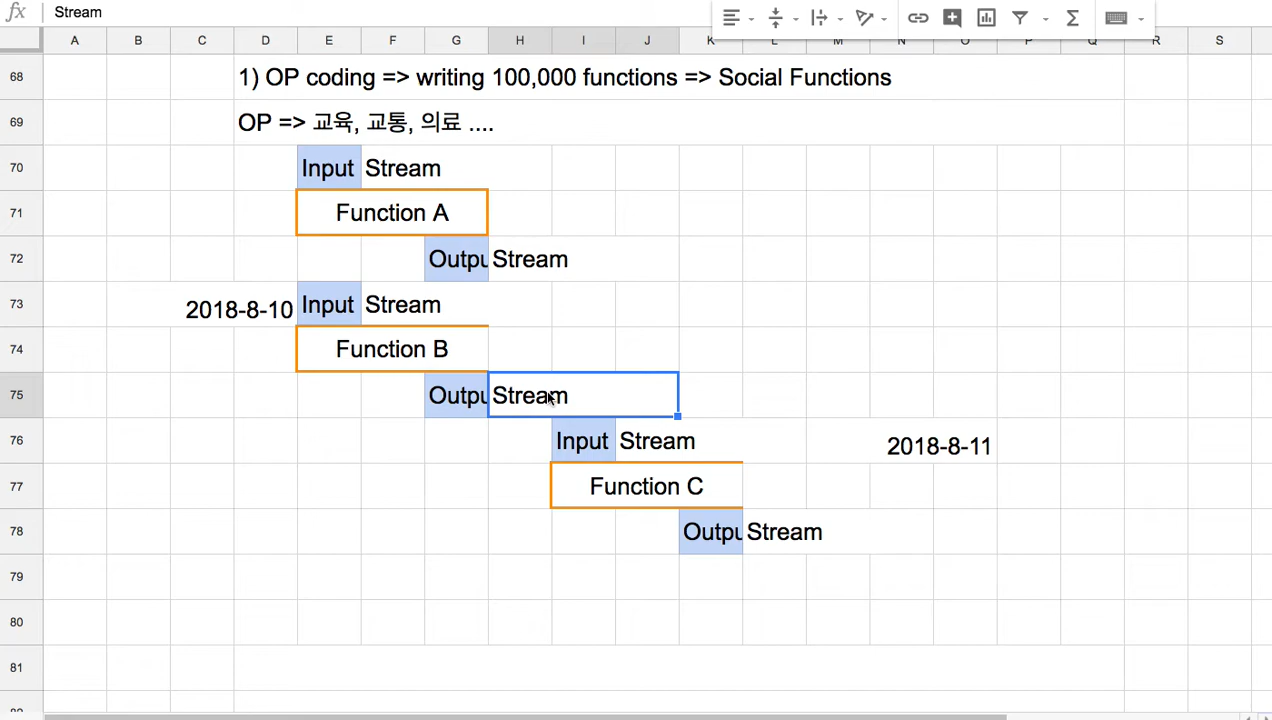 fx Stream
A B C D E F G H I J K L M N O P Q R S
68 1) OP coding => writing 100,000 functions => Social Functions
69 OP => 교육, 교통, 의료 ....
70 Input Stream
71 Function A
72 Outpu Stream
73 2018-8-10 Input Stream
74 Function B
75 Outpu Stream
76 Input Stream 2018-8-11
77 Function C
78 Outpu Stream
79
80
81